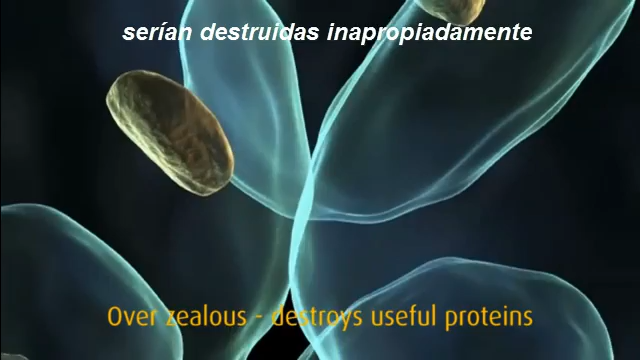 serían destruidas inapropiadamente
Over zealous - destroys useful proteins